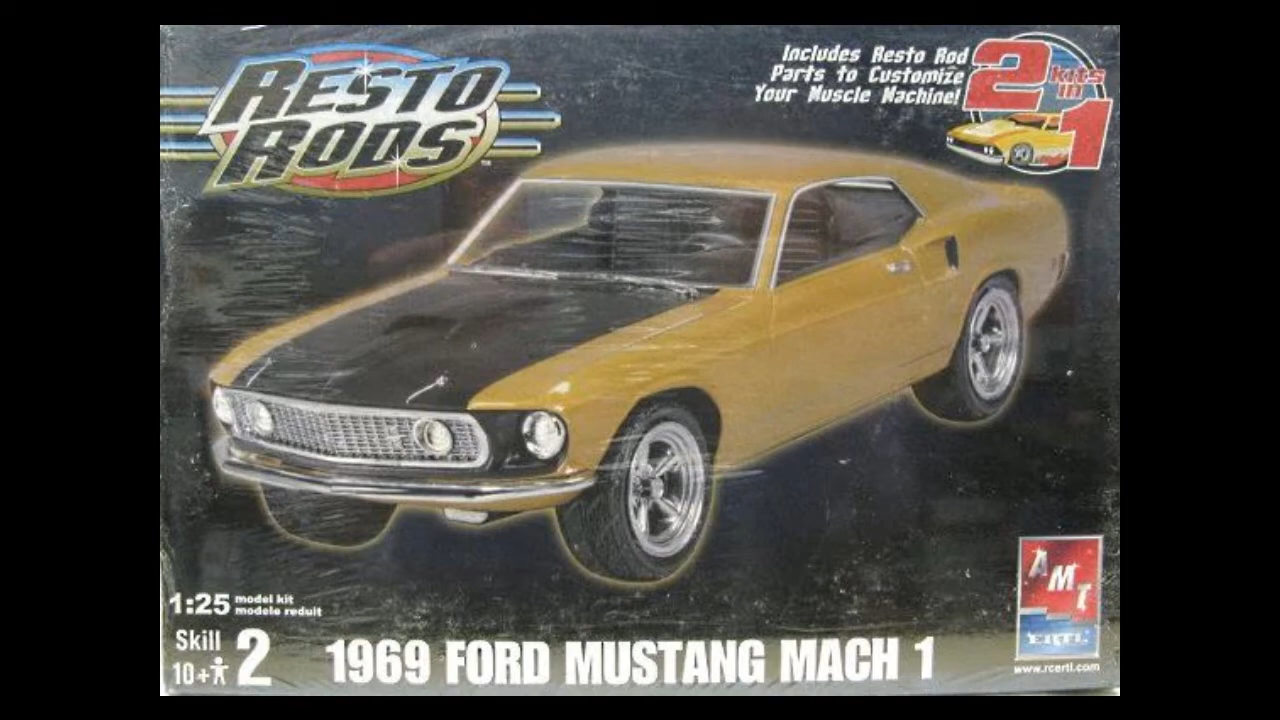 RESTO
RODS
™
Includes Resto Rod
Parts to Customize
Your Muscle Machine!
2 kits
in
1
1:25 model kit
modele reduit
Skill 2
10+
1969 FORD MUSTANG MACH 1
AMT
ERTL
www.rcertl.com